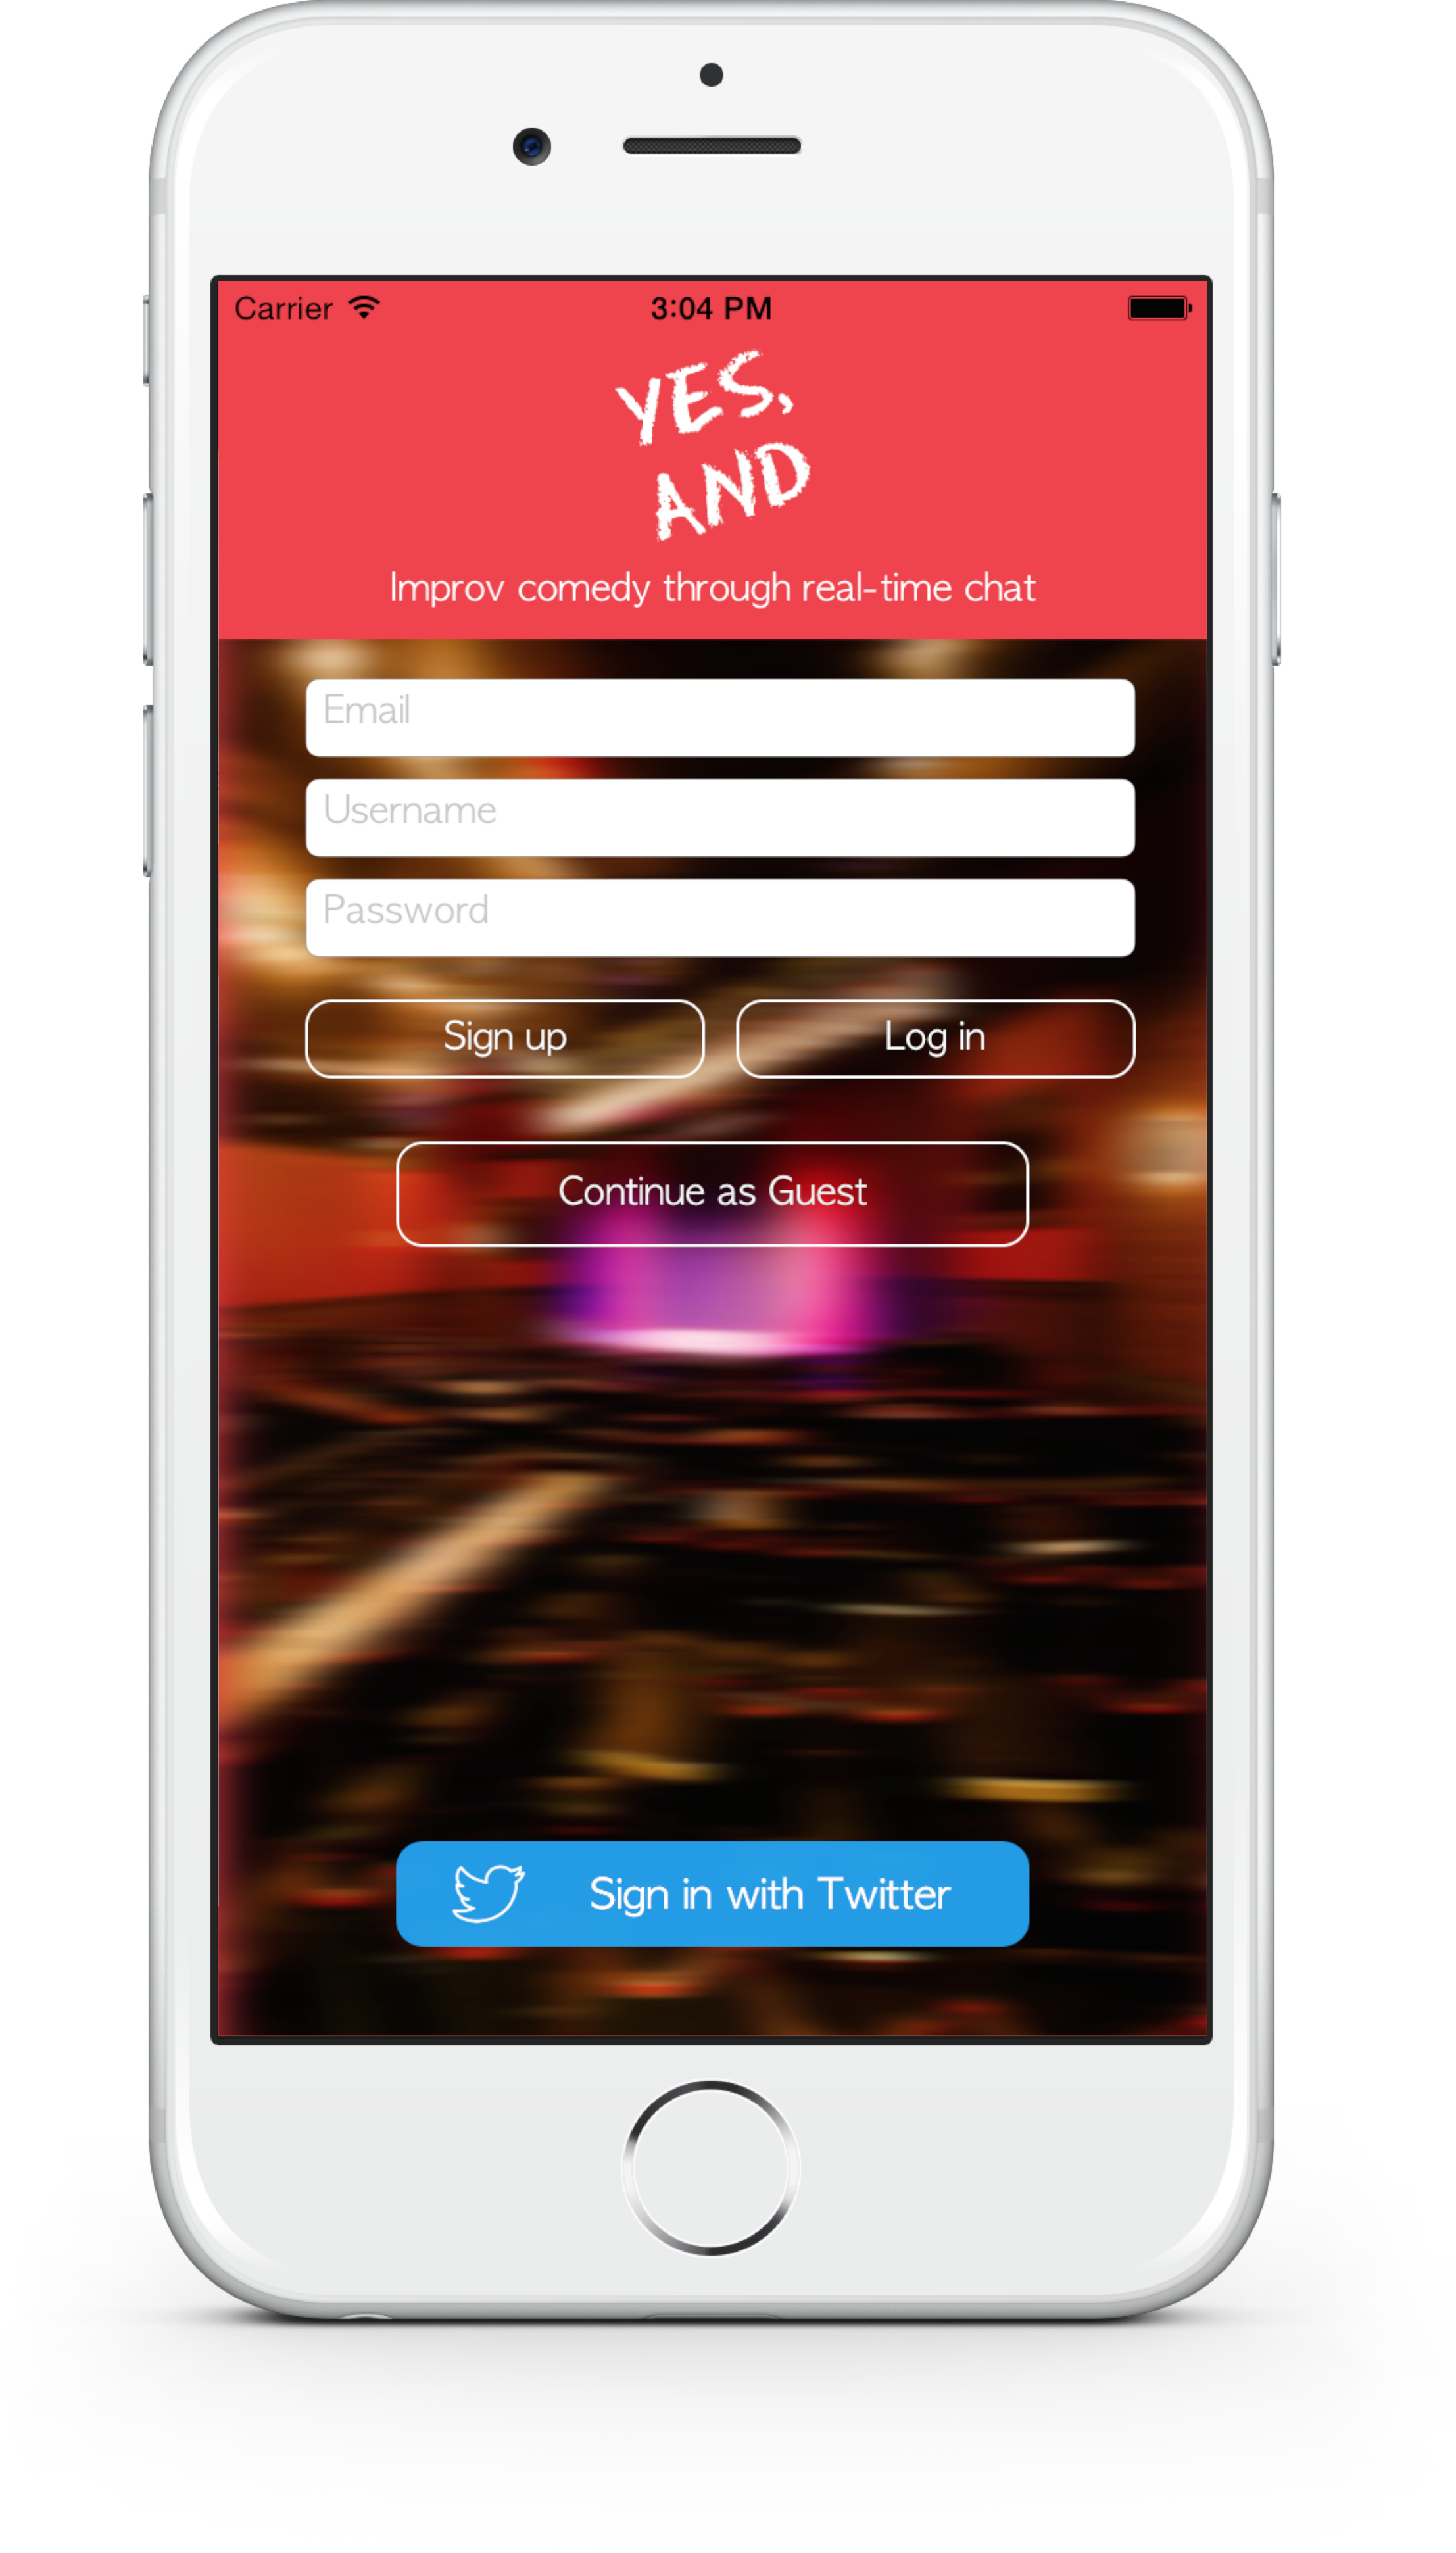 Carrier 3:04 PM
YES,
AND
Improv comedy through real-time chat
Email
Username
Password
Sign up Log in
Continue as Guest
Sign in with Twitter